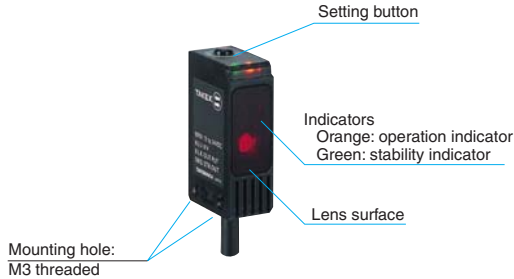 Setting button
TAKEX
Indicators
Orange: operation indicator
Green: stability indicator
Lens surface
Mounting hole:
M3 threaded